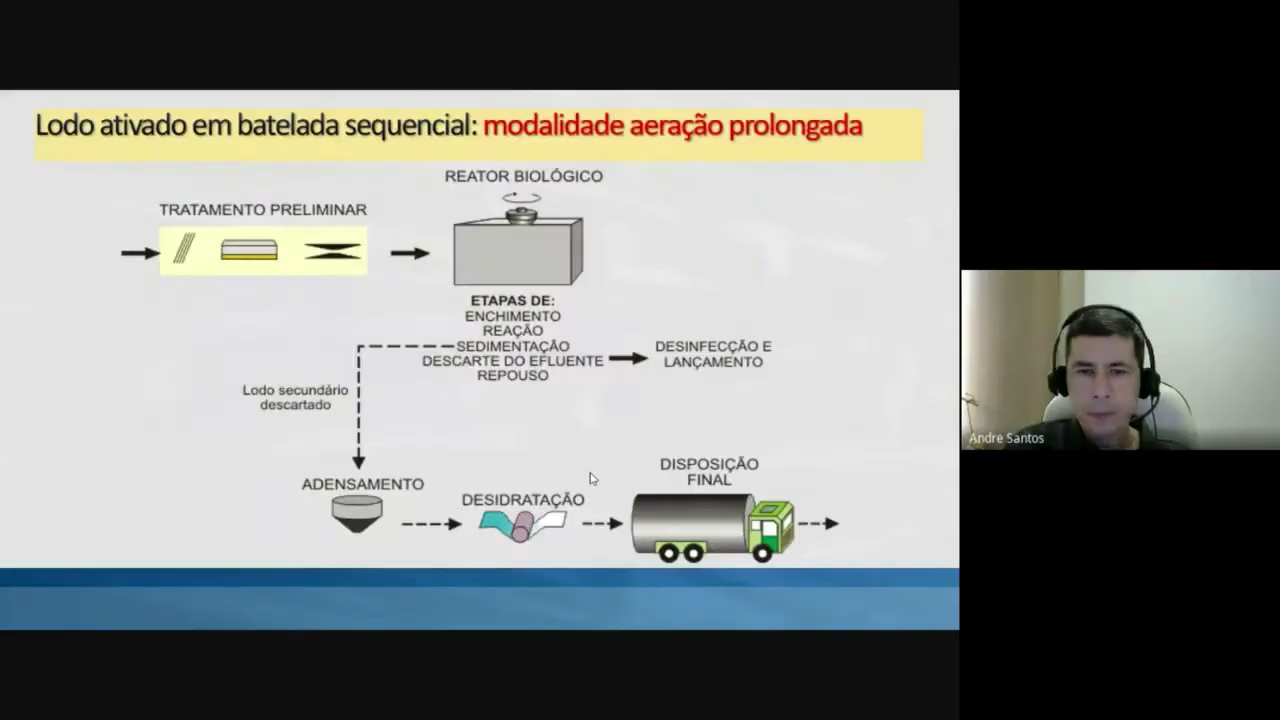 Lodo ativado em batelada sequencial: modalidade aeração prolongada
REATOR BIOLÓGICO
TRATAMENTO PRELIMINAR
ETAPAS DE:
ENCHIMENTO
REAÇÃO
SEDIMENTAÇÃO
DESCARTE DO EFLUENTE
REPOUSO
DESINFECÇÃO E
LANÇAMENTO
Lodo secundário
descartado
ADENSAMENTO
DESIDRATAÇÃO
DISPOSIÇÃO
FINAL
Andre Santos